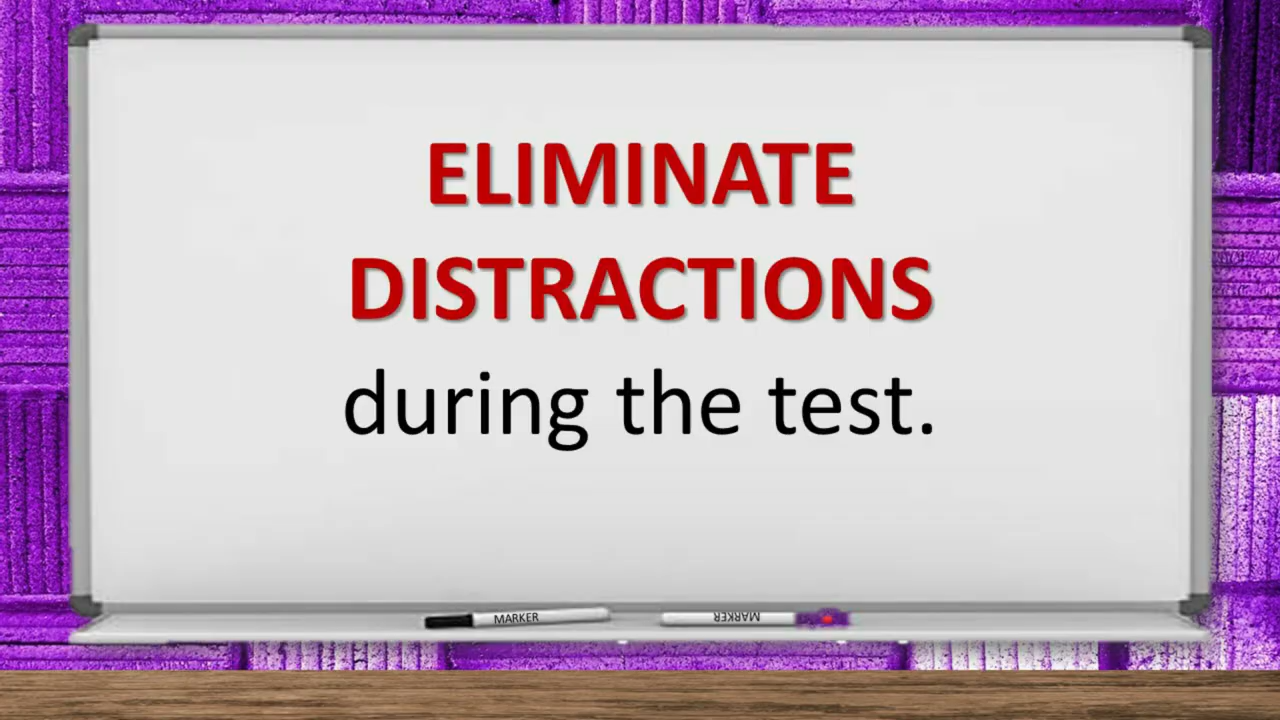 ELIMINATE
DISTRACTIONS
during the test.
MARKER
MARKER